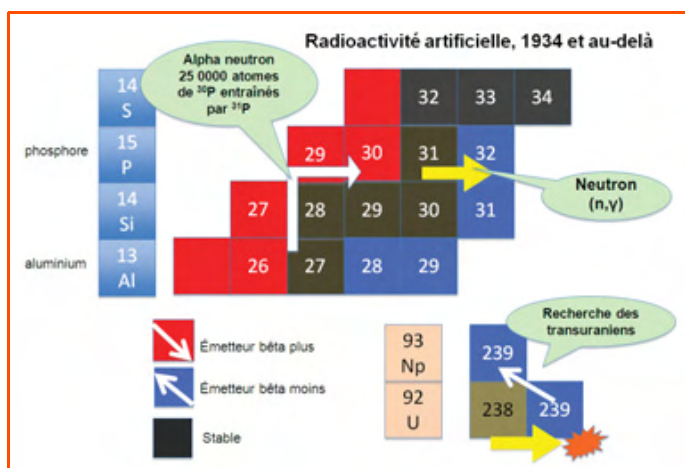 Radioactivité artificielle, 1934 et au-delà
Alpha neutron
25 0000 atomes
de ³⁰P entraînés
par ³¹P
14
S
32
33
34
phosphore
15
P
29
30
31
32
Neutron
(n,γ)
14
Si
27
28
29
30
31
aluminium
13
Al
26
27
28
29
Émetteur bêta plus
Émetteur bêta moins
Stable
Recherche des
transuraniens
93
Np
239
92
U
238
239